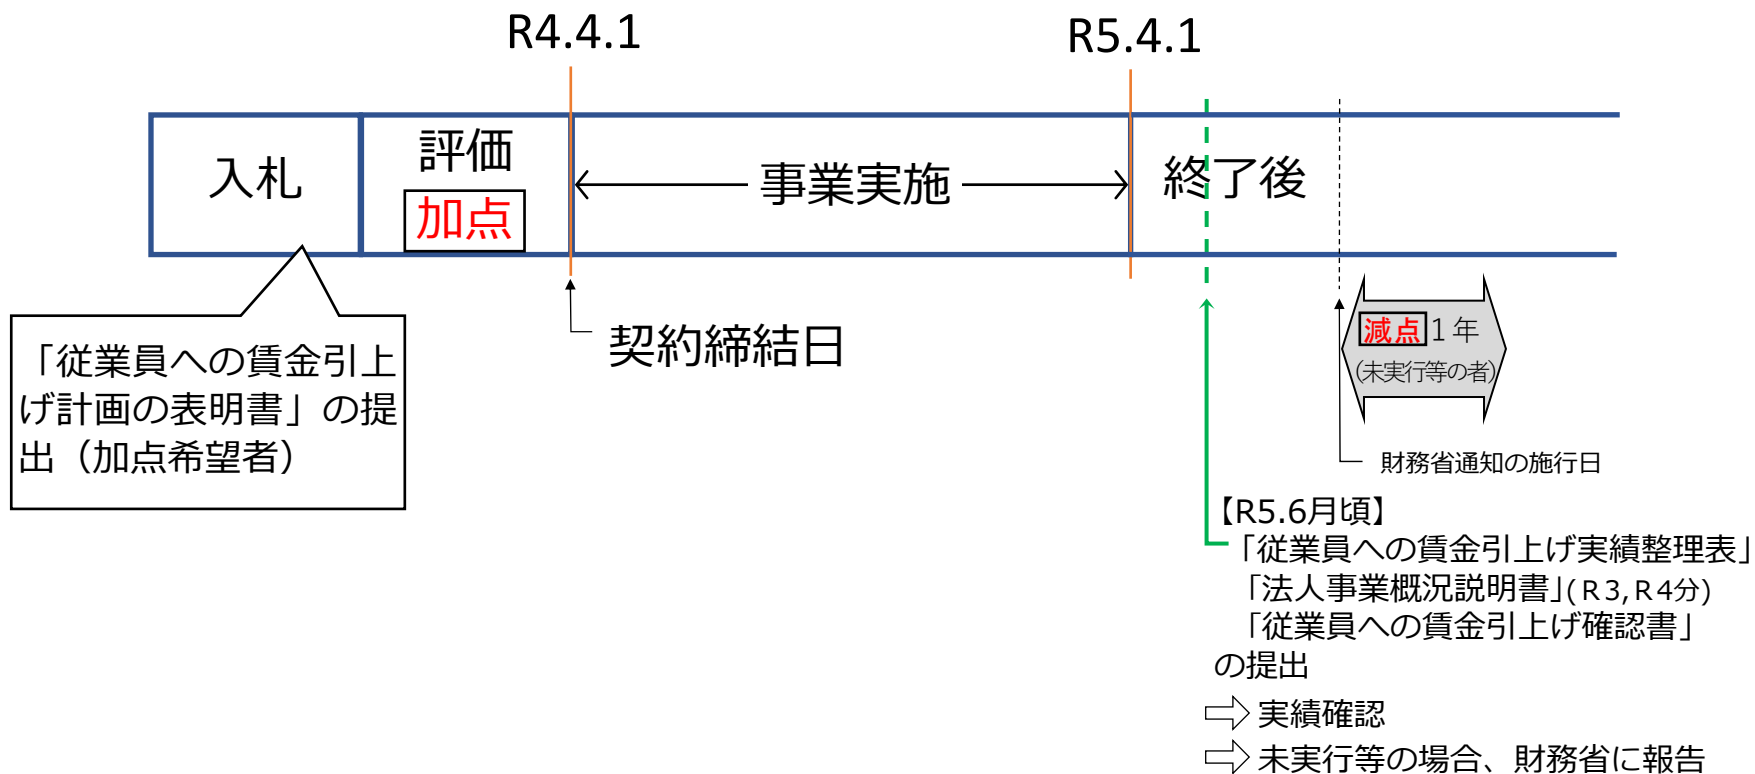 R4.4.1
R5.4.1
入札
評価
加点
事業実施
終了後
「従業員への賃金引上
げ計画の表明書」の提
出（加点希望者）
契約締結日
減点1年
(未実行等の者)
財務省通知の施行日
【R5.6月頃】
「従業員への賃金引上げ実績整理表」
「法人事業概況説明書」(R3,R4分)
「従業員への賃金引上げ確認書」
の提出
⇨ 実績確認
⇨ 未実行等の場合、財務省に報告